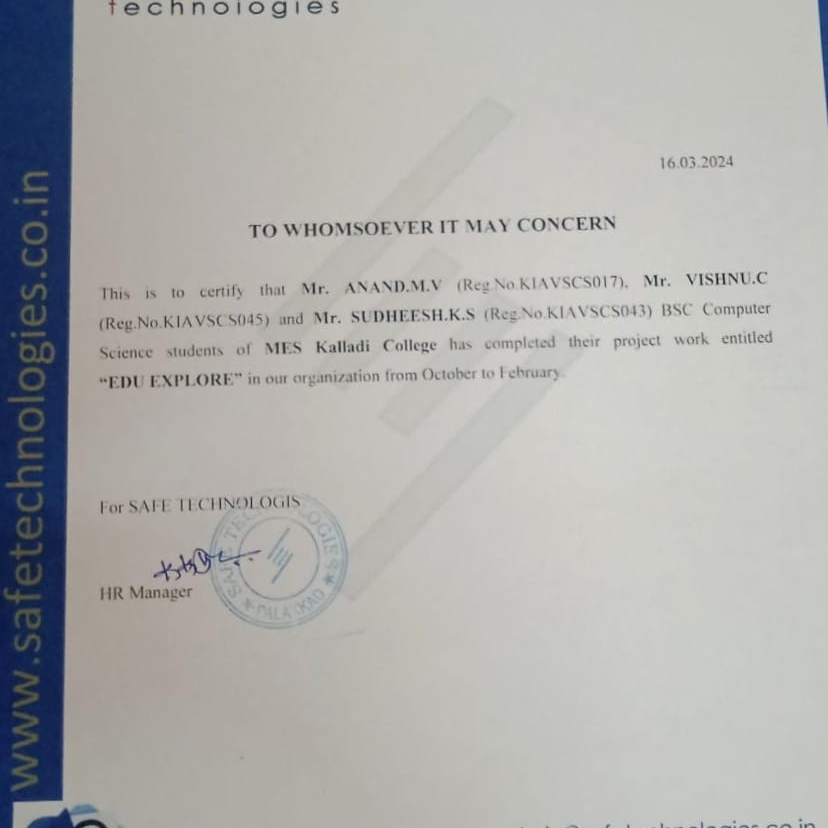 technologies
16.03.2024
TO WHOMSOEVER IT MAY CONCERN
This is to certify that Mr. ANAND.M.V (Reg.No.KIAVSCS017), Mr. VISHNU.C
(Reg.No.KIAVSCS045) and Mr. SUDHEESH.K.S (Reg.No.KIAVSCS043) BSC Computer
Science students of MES Kalladi College has completed their project work entitled
“EDU EXPLORE” in our organization from October to February.
For SAFE TECHNOLOGIS
HR Manager
SAFE TECHNOLOGIES
PALAKKAD
www.safetechnologies.co.in